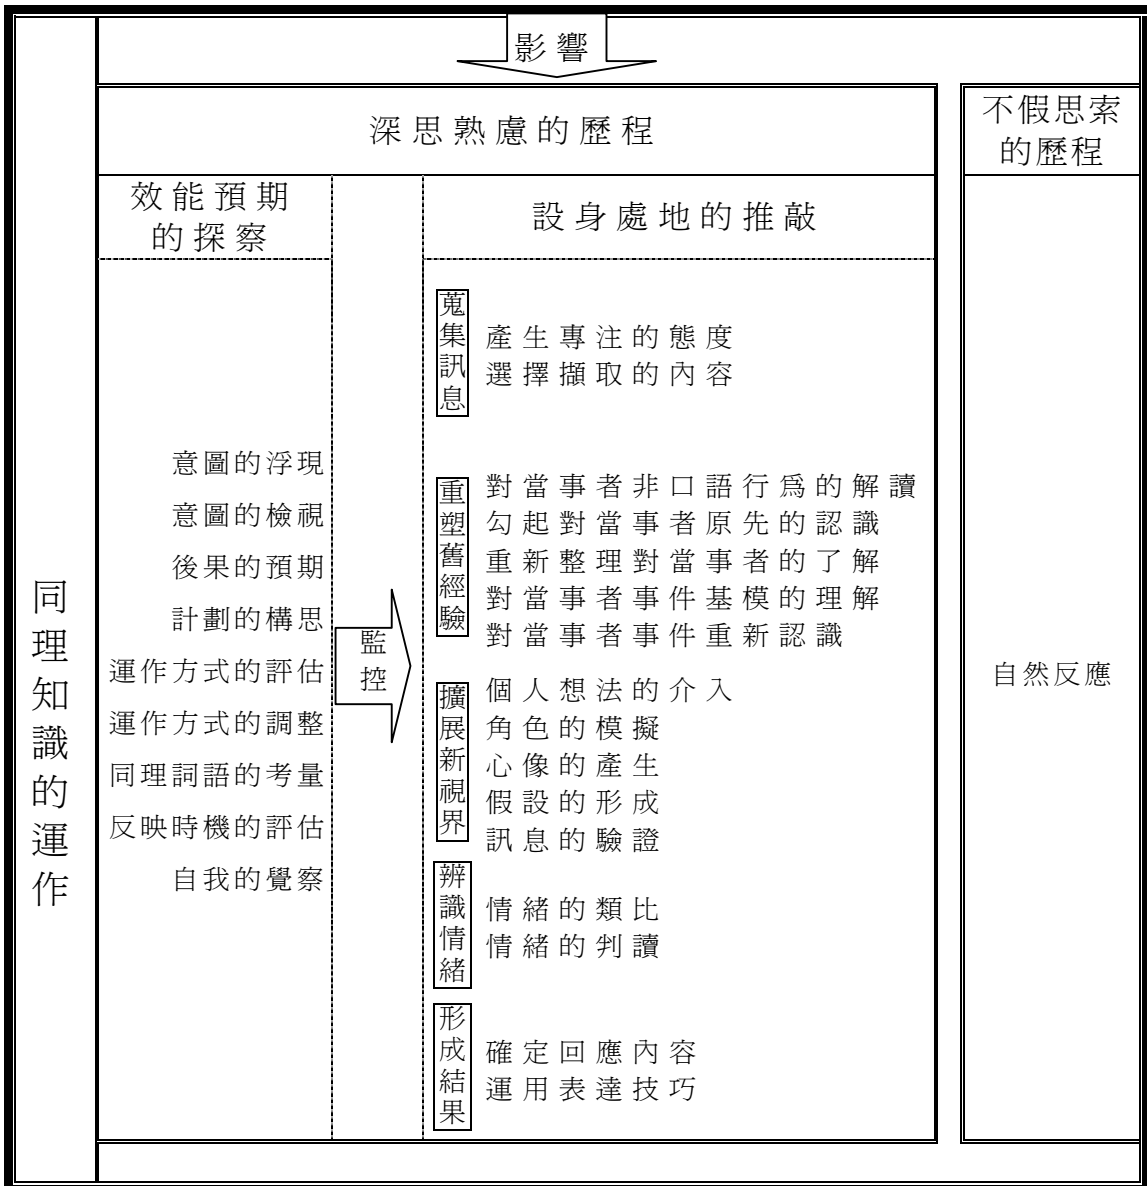 影響
同理知識的運作
深思熟慮的歷程
效能預期
的探察
意圖的浮現
意圖的檢視
後果的預期
計劃的構思
運作方式的評估
運作方式的調整
同理詞語的考量
反映時機的評估
自我的覺察
監控
設身處地的推敲
蒐集訊息
產生專注的態度
選擇擷取的內容
重塑舊經驗
對當事者非口語行爲的解讀
勾起對當事者原先的認識
重新整理對當事者的了解
對當事者事件基模的理解
對當事者事件重新認識
擴展新視界
個人想法的介入
角色的模擬
心像的產生
假設的形成
訊息的驗證
辨識情緒
情緒的類比
情緒的判讀
形成結果
確定回應內容
運用表達技巧
不假思索
的歷程
自然反應